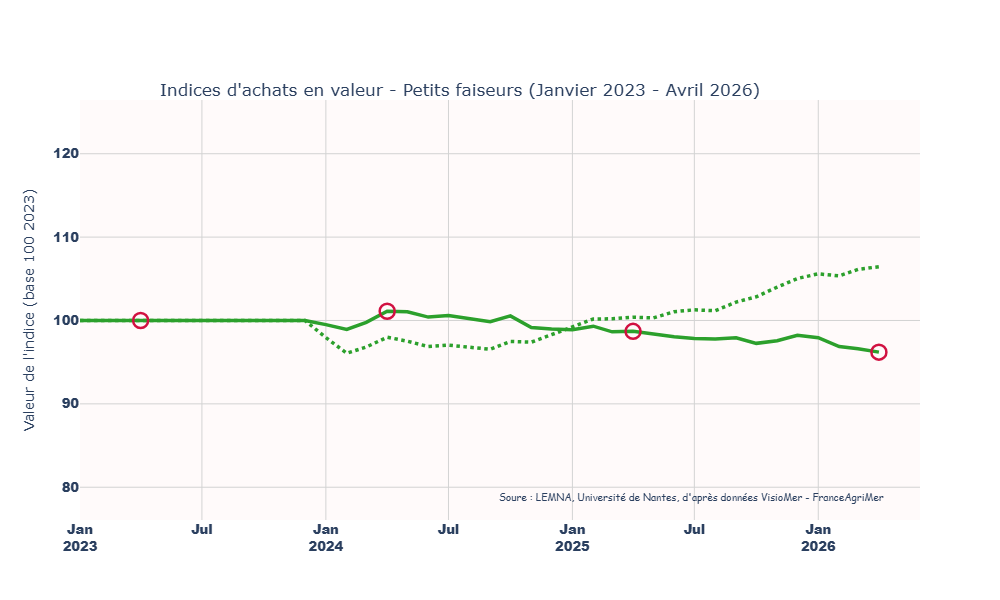 Indices d'achats en valeur - Petits faiseurs (Janvier 2023 - Avril 2026)
Valeur de l'indice (base 100 2023)
120
110
100
90
80
Soure : LEMNA, Université de Nantes, d'après données VisioMer - FranceAgriMer
Jan Jul Jan Jul Jan Jul Jan
2023 2024 2025 2026